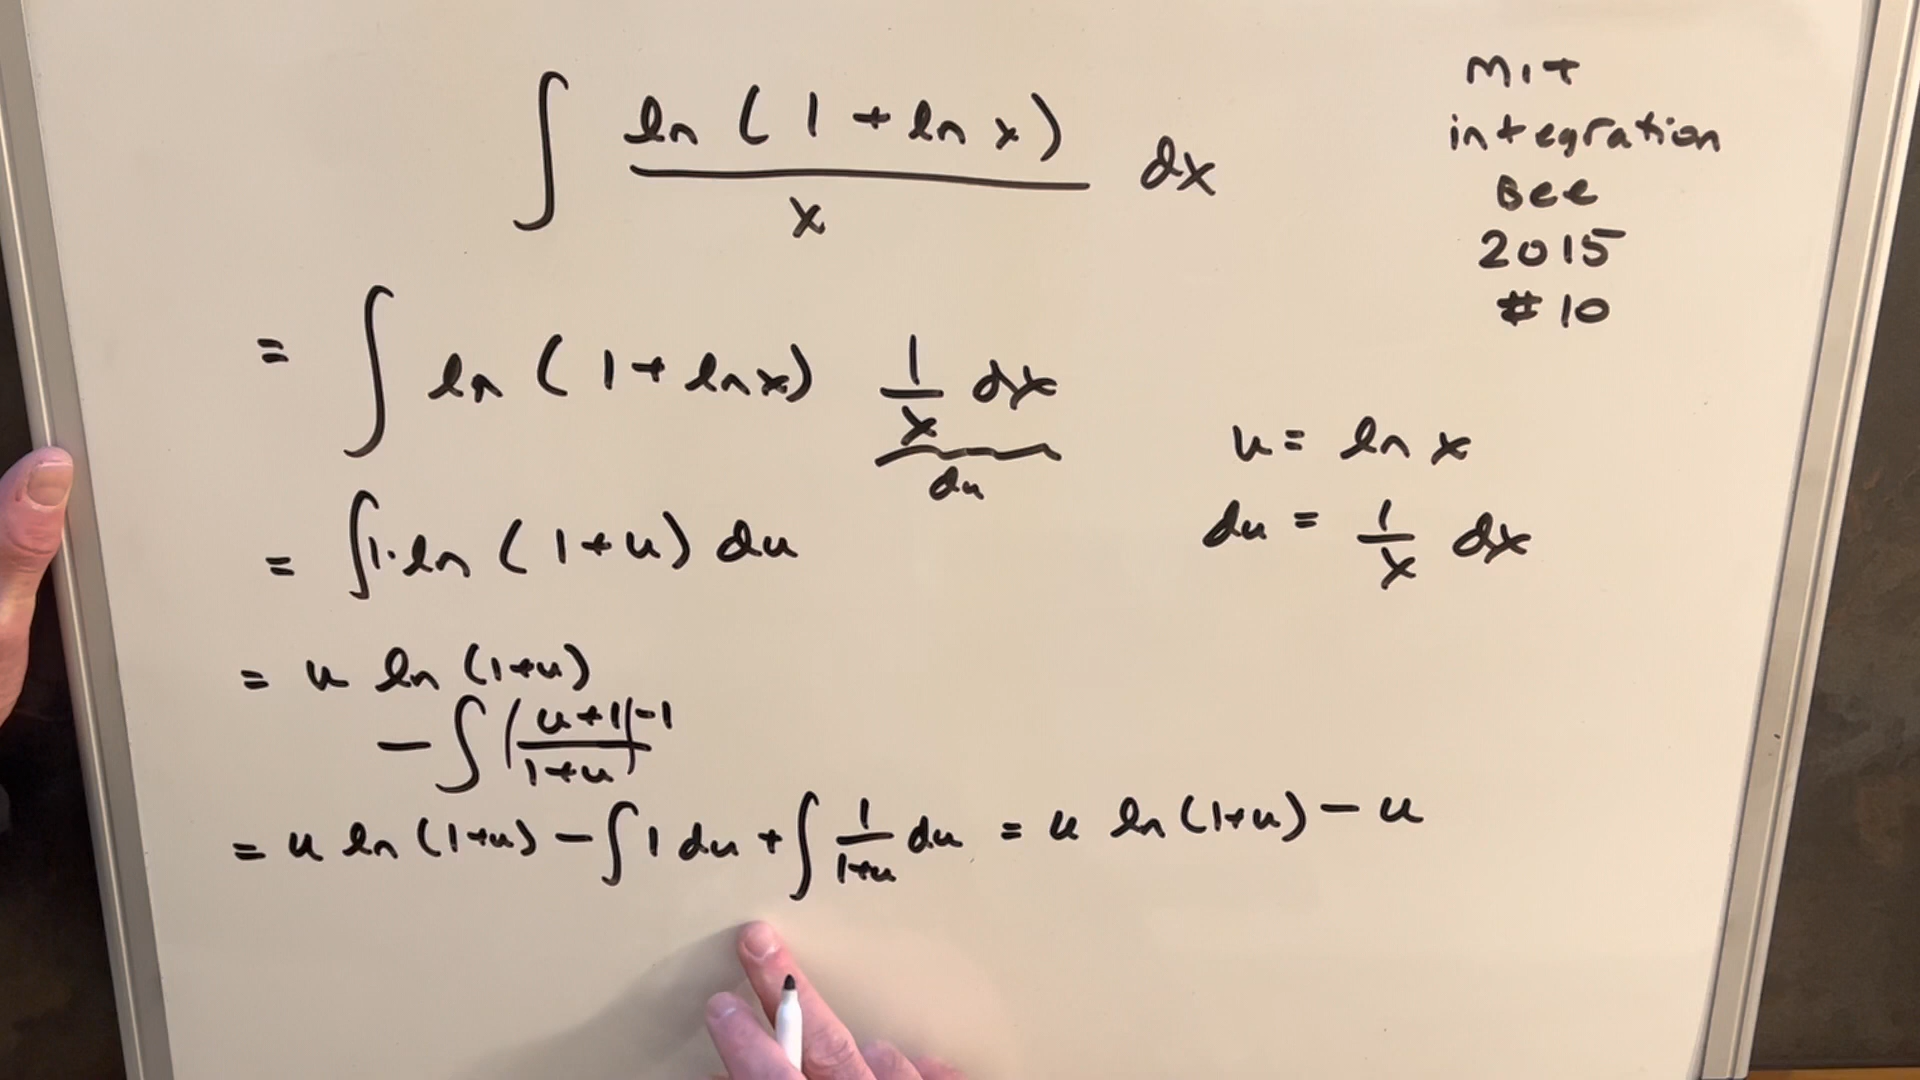 ∫ ln(1 + ln x) / x dx
MIT
integration
Bee
2015
# 10
= ∫ ln(1 + ln x) 1/x dx
du
u = ln x
du = 1/x dx
= ∫ 1·ln(1+u) du
= u ln(1+u)
− ∫ (u+1)−1 / 1+u
= u ln(1+u) − ∫ 1 du + ∫ 1/(1+u) du = u ln(1+u) − u